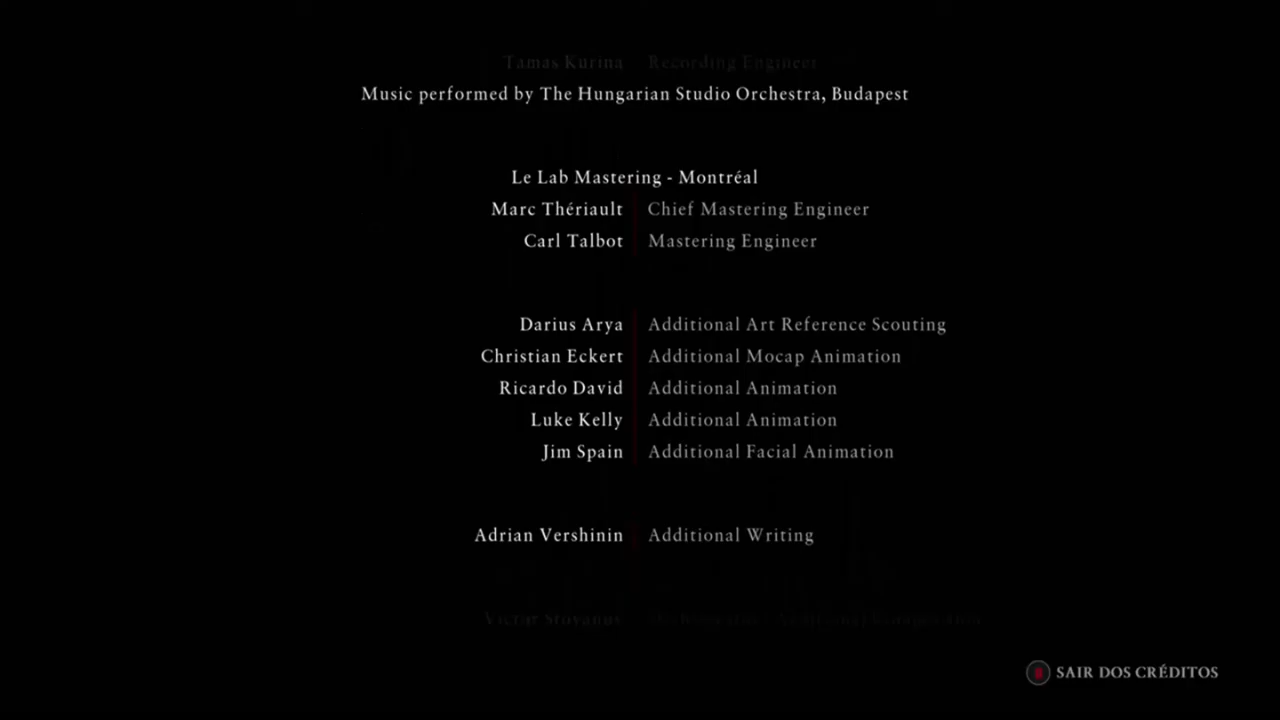 Tamas Kurina Recording Engineer
Music performed by The Hungarian Studio Orchestra, Budapest
Le Lab Mastering - Montréal
Marc Thériault Chief Mastering Engineer
Carl Talbot Mastering Engineer
Darius Arya Additional Art Reference Scouting
Christian Eckert Additional Mocap Animation
Ricardo David Additional Animation
Luke Kelly Additional Animation
Jim Spain Additional Facial Animation
Adrian Vershinin Additional Writing
SAIR DOS CRÉDITOS